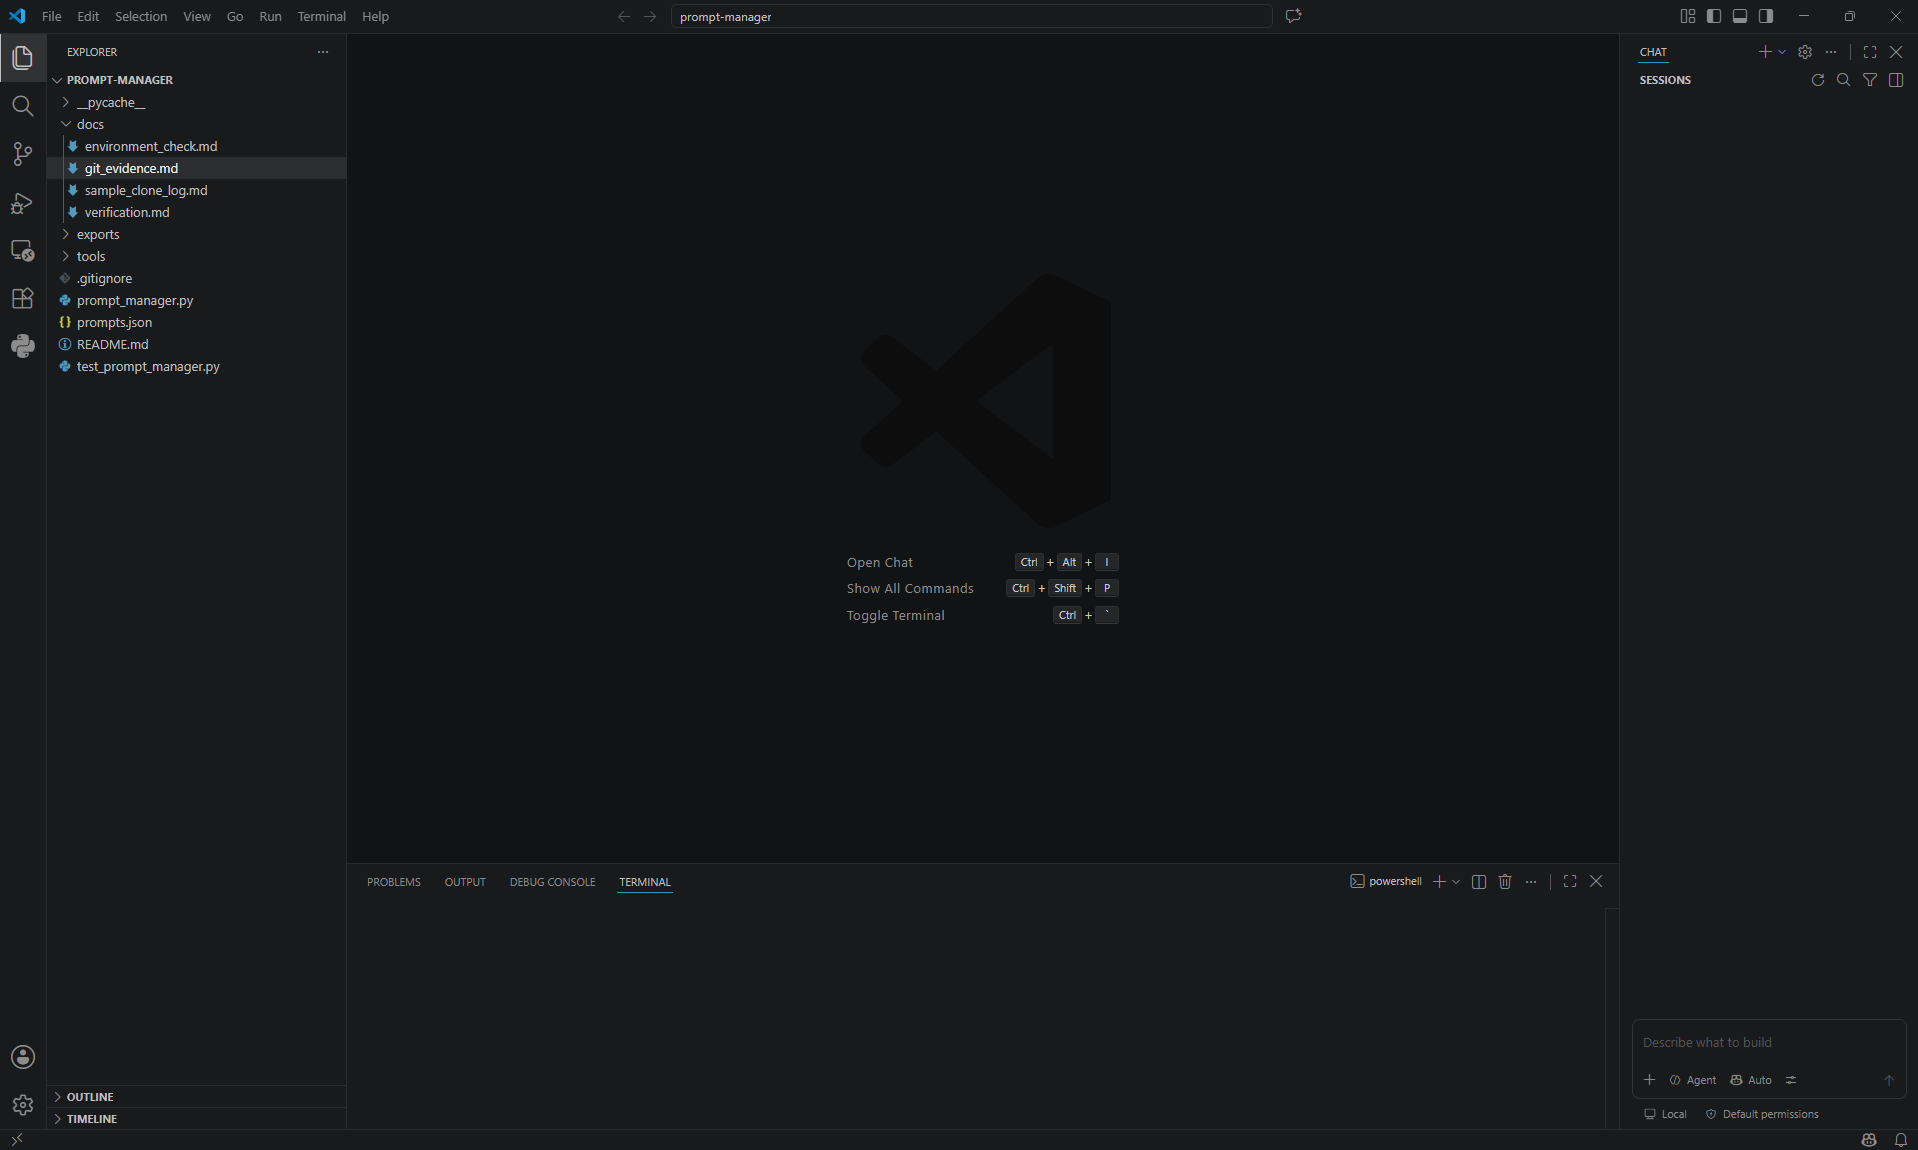 File Edit Selection View Go Run Terminal Help
prompt-manager
EXPLORER
PROMPT-MANAGER
__pycache__
docs
environment_check.md
git_evidence.md
sample_clone_log.md
verification.md
exports
tools
.gitignore
prompt_manager.py
prompts.json
README.md
test_prompt_manager.py
OUTLINE
TIMELINE
Open Chat Ctrl + Alt + I
Show All Commands Ctrl + Shift + P
Toggle Terminal Ctrl + `
PROBLEMS OUTPUT DEBUG CONSOLE TERMINAL
powershell
CHAT
SESSIONS
Describe what to build
Agent Auto
Local Default permissions